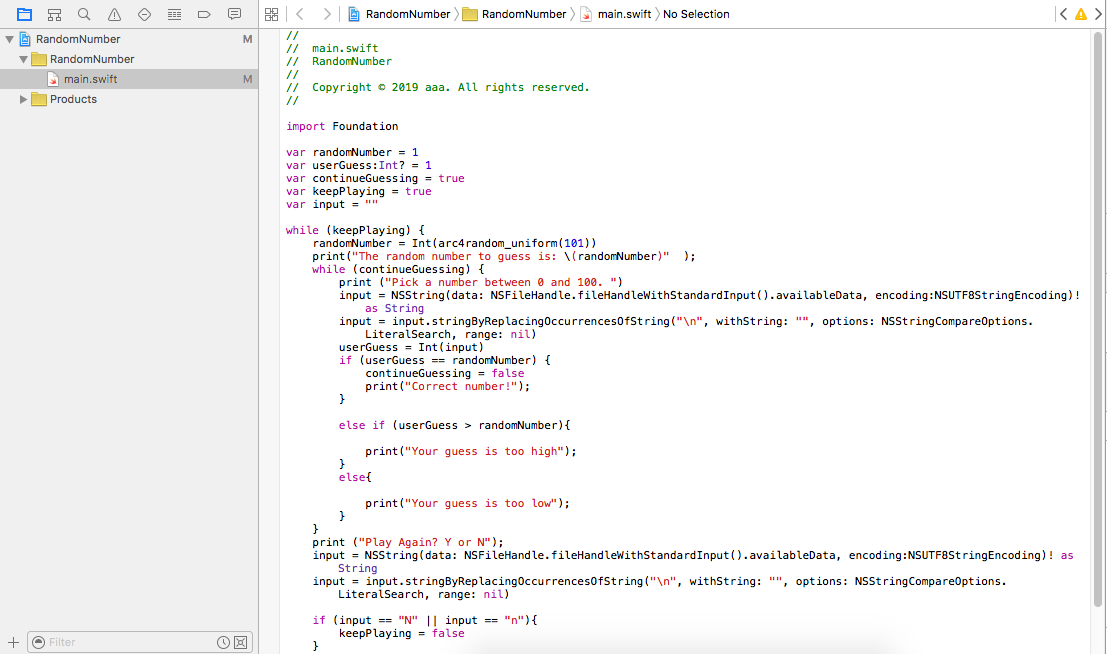 RandomNumber 〉 RandomNumber 〉 main.swift 〉 No Selection
RandomNumber M
RandomNumber
main.swift M
Products
//
//  main.swift
//  RandomNumber
//
//  Copyright © 2019 aaa. All rights reserved.
//
import Foundation
var randomNumber = 1
var userGuess:Int? = 1
var continueGuessing = true
var keepPlaying = true
var input = ""
while (keepPlaying) {
    randomNumber = Int(arc4random_uniform(101))
    print("The random number to guess is: \(randomNumber)"  );
    while (continueGuessing) {
        print ("Pick a number between 0 and 100. ")
        input = NSString(data: NSFileHandle.fileHandleWithStandardInput().availableData, encoding:NSUTF8StringEncoding)!
            as String
        input = input.stringByReplacingOccurrencesOfString("\n", withString: "", options: NSStringCompareOptions.
            LiteralSearch, range: nil)
        userGuess = Int(input)
        if (userGuess == randomNumber) {
            continueGuessing = false
            print("Correct number!");
        }
        else if (userGuess > randomNumber){
            print("Your guess is too high");
        }
        else{
            print("Your guess is too low");
        }
    }
    print ("Play Again? Y or N");
    input = NSString(data: NSFileHandle.fileHandleWithStandardInput().availableData, encoding:NSUTF8StringEncoding)! as
        String
    input = input.stringByReplacingOccurrencesOfString("\n", withString: "", options: NSStringCompareOptions.
        LiteralSearch, range: nil)
    if (input == "N" || input == "n"){
        keepPlaying = false
    }
Filter